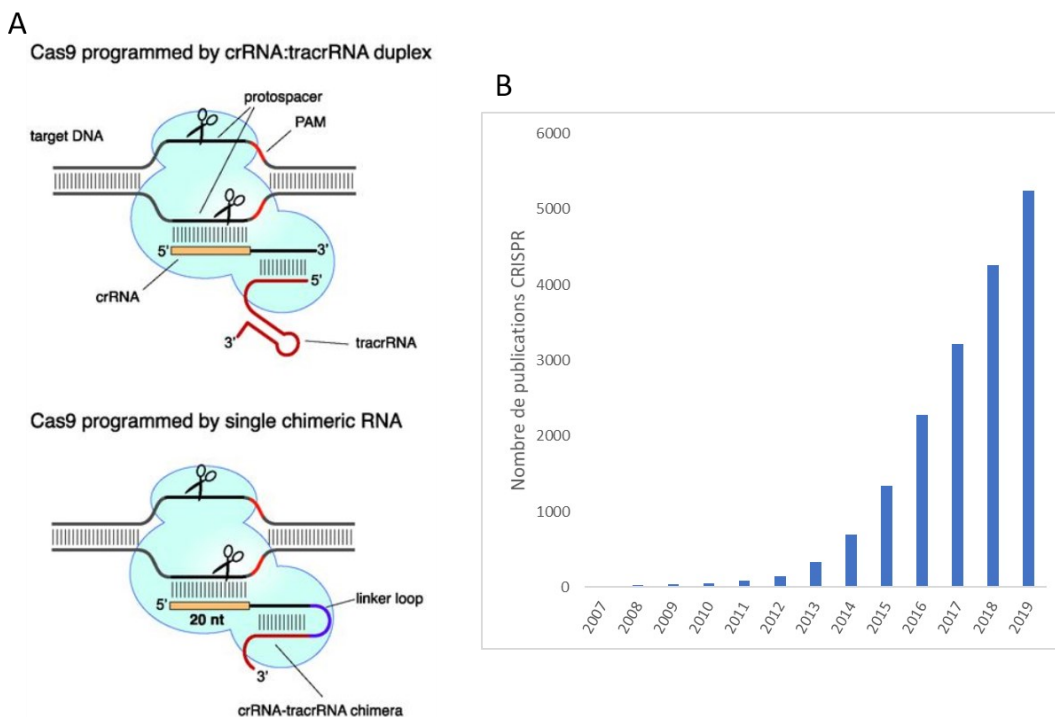 A
Cas9 programmed by crRNA:tracrRNA duplex
protospacer
PAM
target DNA
5'
3'
5'
crRNA
3'
tracrRNA
Cas9 programmed by single chimeric RNA
linker loop
5'
20 nt
3'
crRNA-tracrRNA chimera
B
Nombre de publications CRISPR
6000
5000
4000
3000
2000
1000
0
2007
2008
2009
2010
2011
2012
2013
2014
2015
2016
2017
2018
2019